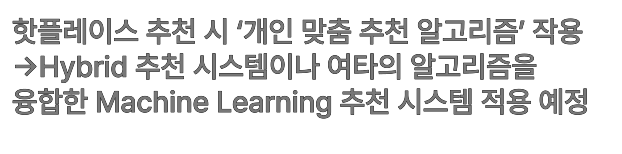 핫플레이스 추천 시 ‘개인 맞춤 추천 알고리즘’ 작용
→Hybrid 추천 시스템이나 여타의 알고리즘을
융합한 Machine Learning 추천 시스템 적용 예정